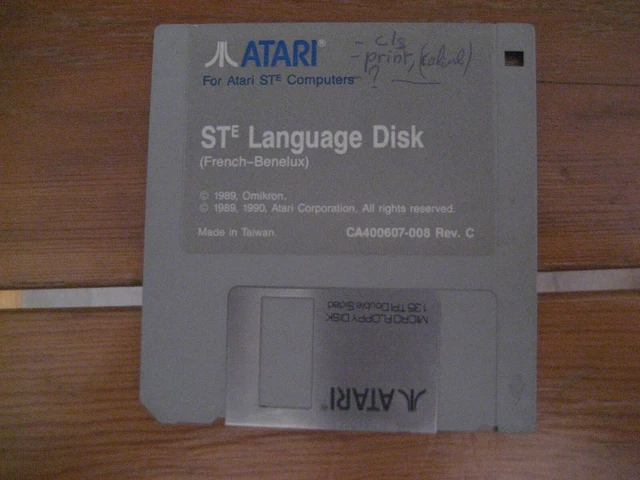 ATARI®
- cls
- print, (calcul)
?
For Atari STE Computers
STE Language Disk
(French-Benelux)
© 1989, Omikron.
© 1989, 1990, Atari Corporation. All rights reserved.
Made in Taiwan.
CA400607-008 Rev. C
MICRO FLOPPY DISK
135 TPI Double Sided
ATARI®